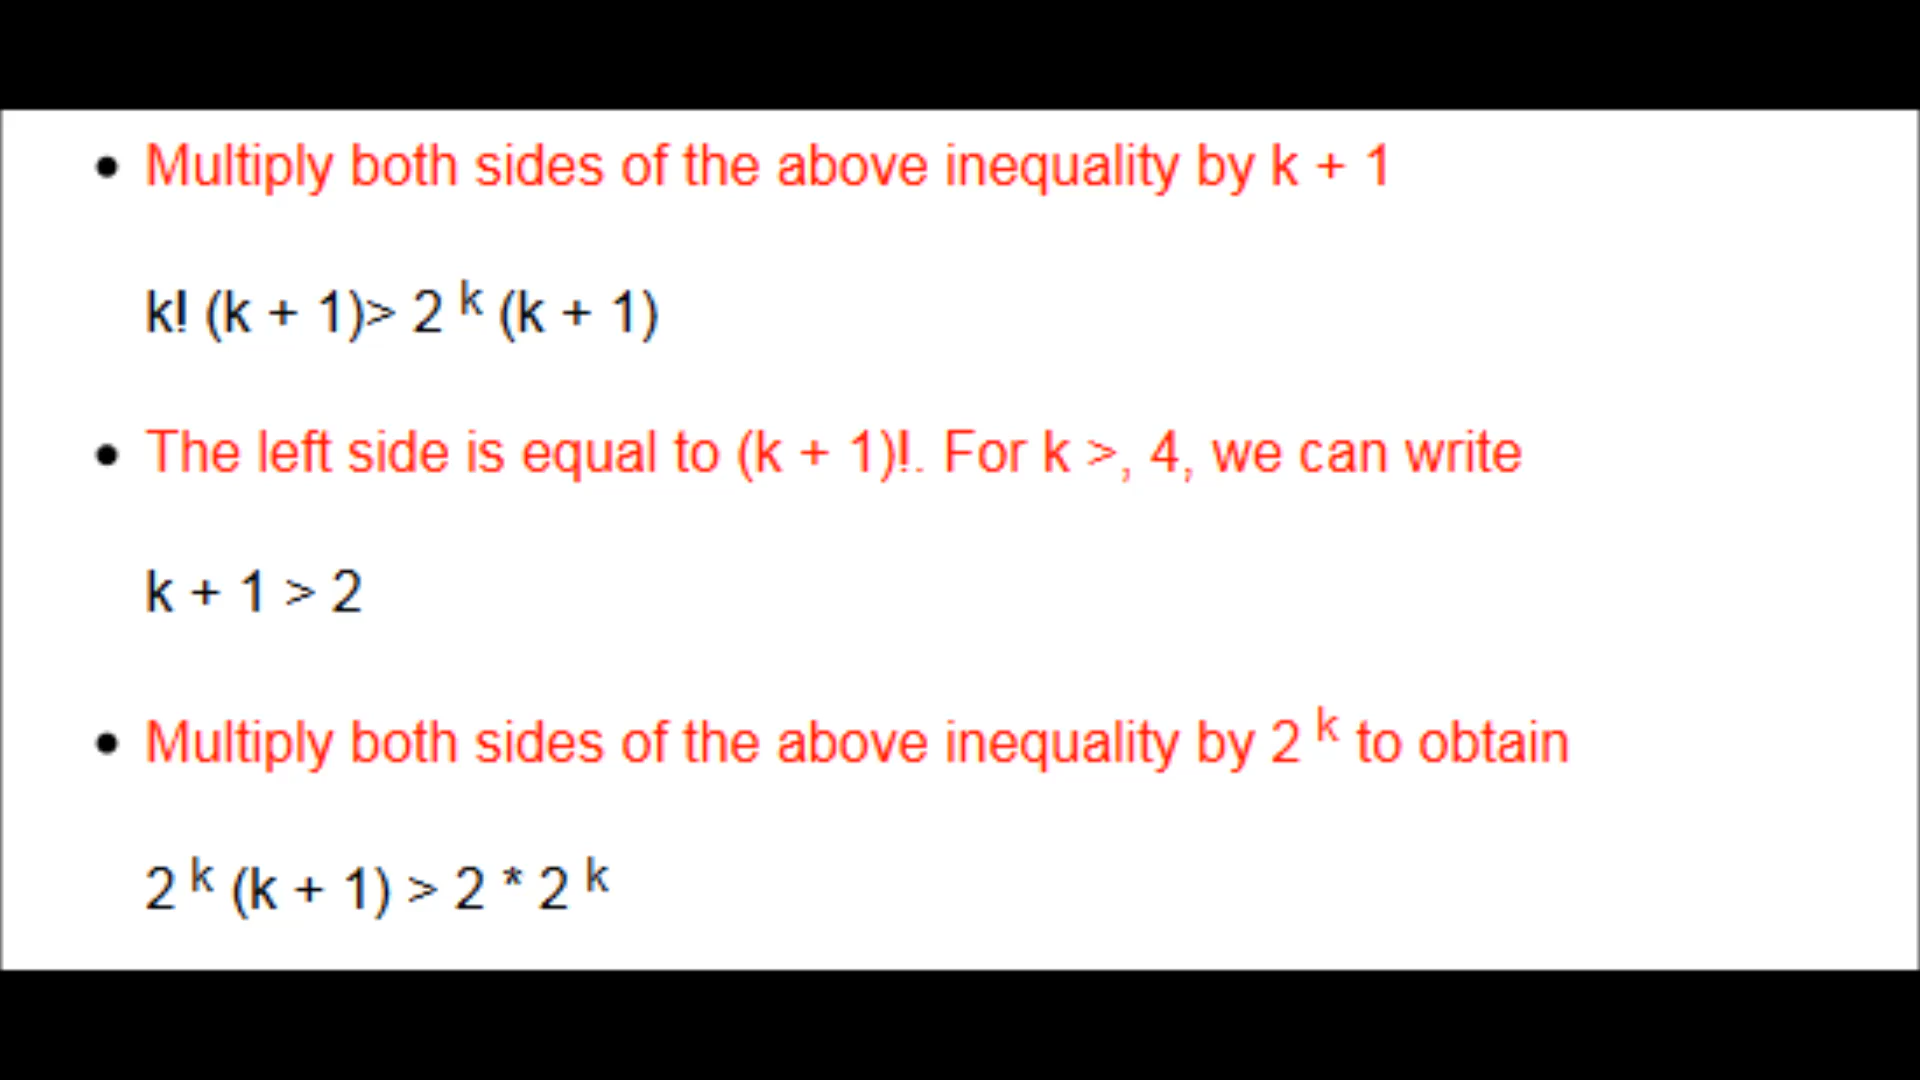 • Multiply both sides of the above inequality by k + 1
k! (k + 1)> 2 ᵏ (k + 1)
• The left side is equal to (k + 1)!. For k >, 4, we can write
k + 1 > 2
• Multiply both sides of the above inequality by 2 ᵏ to obtain
2 ᵏ (k + 1) > 2 * 2 ᵏ